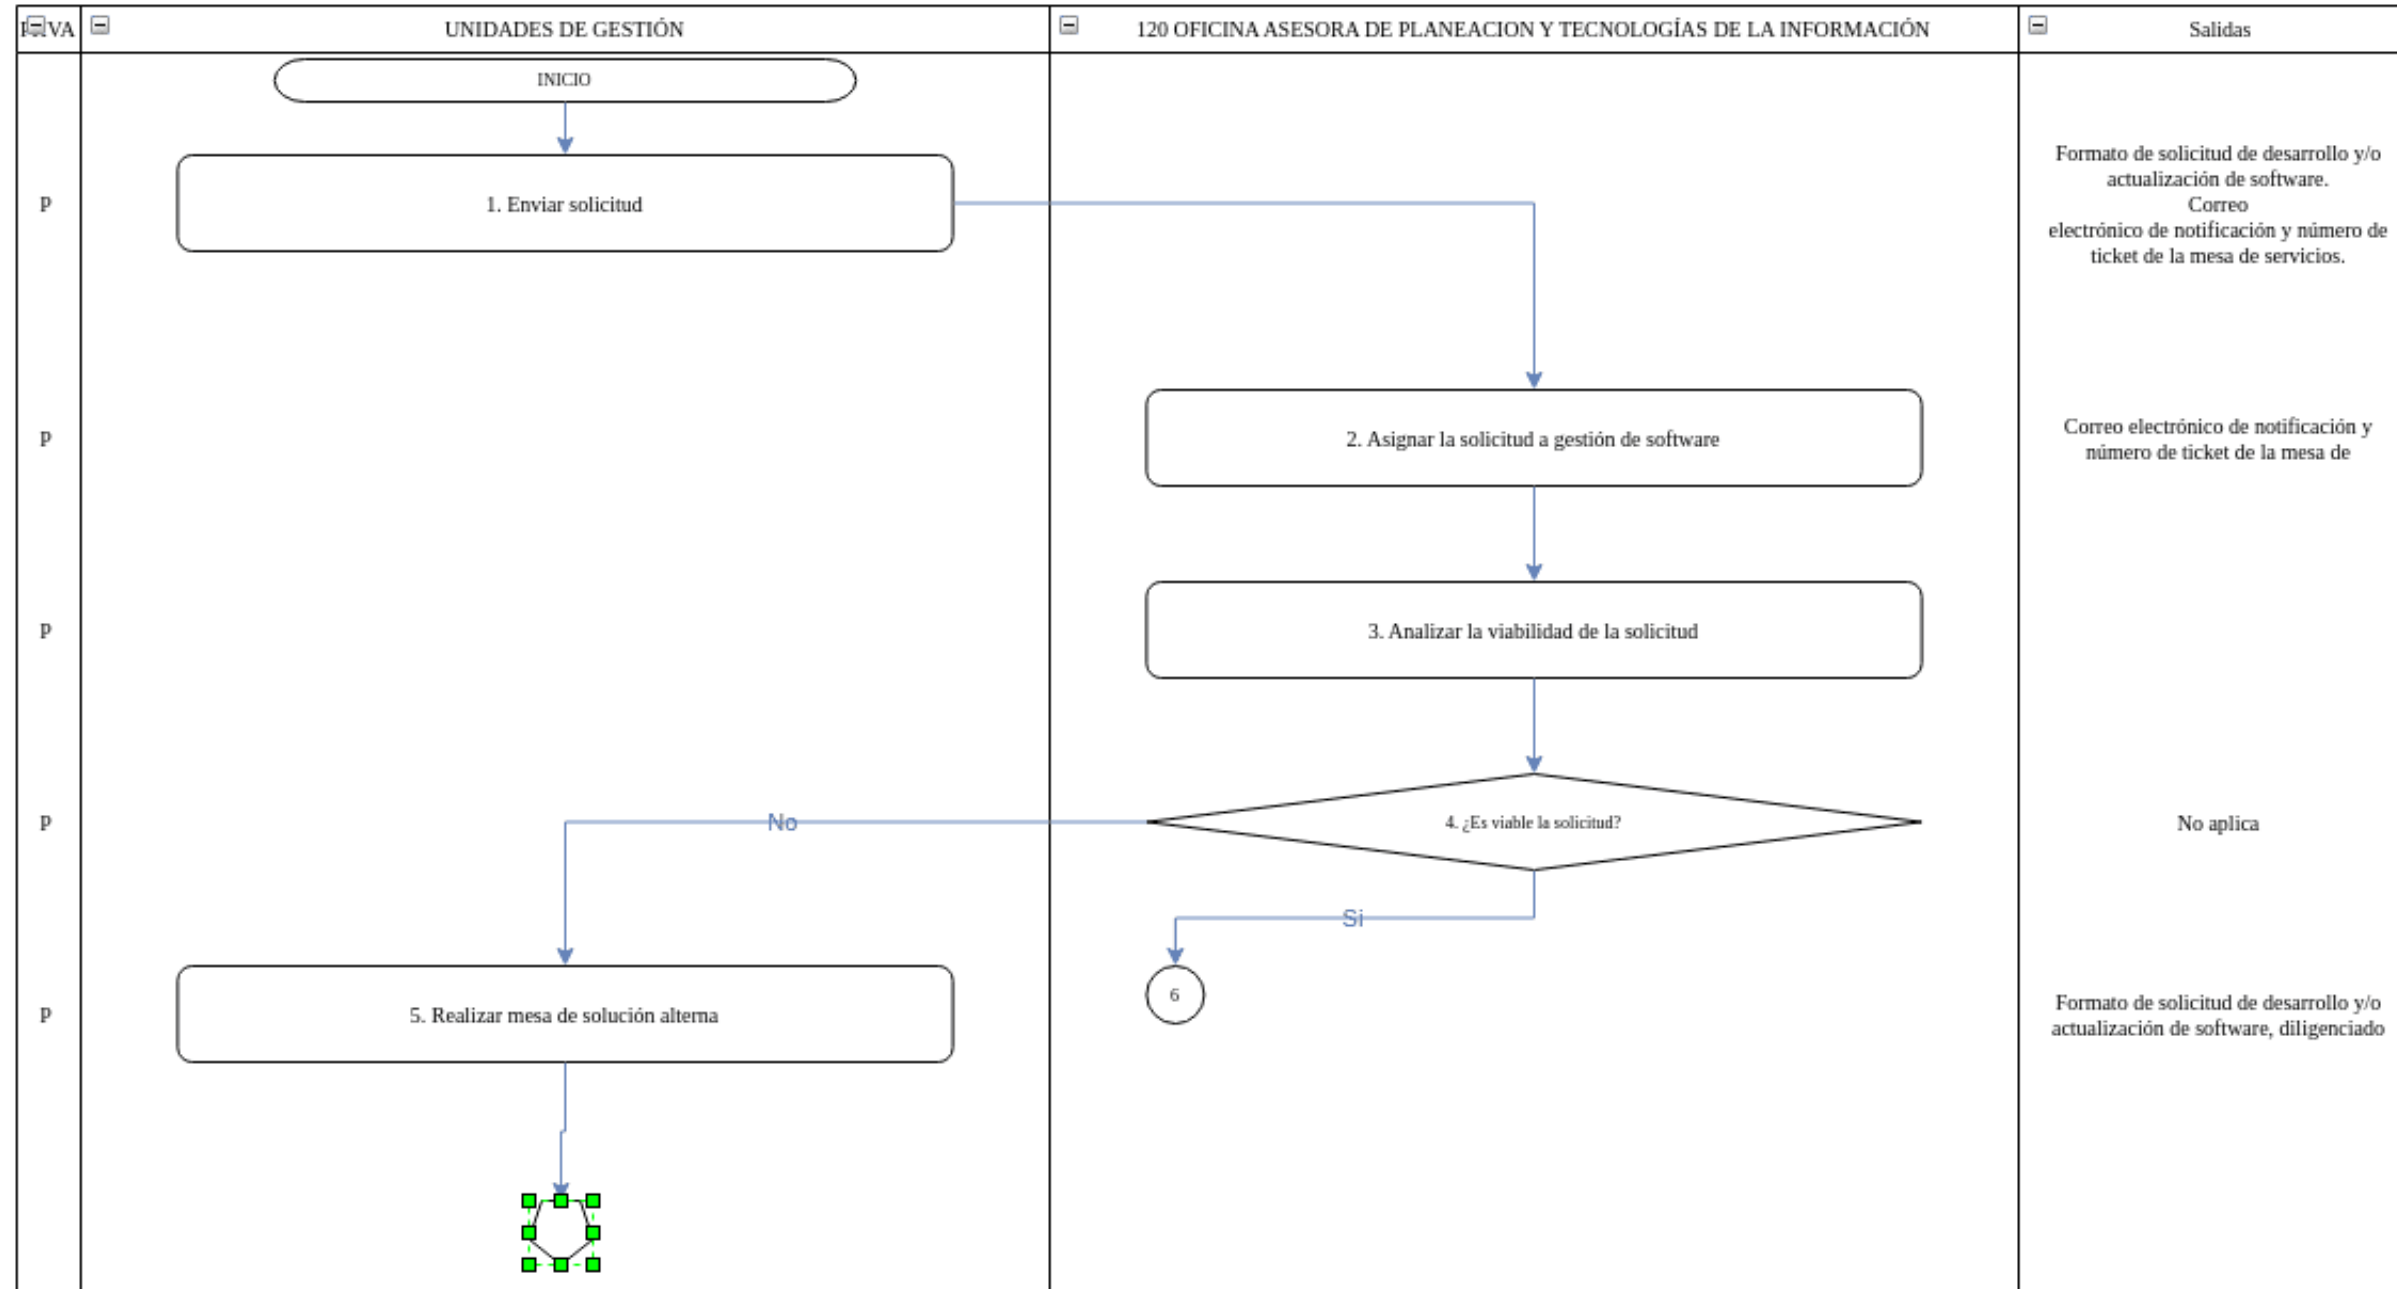 UNIDADES DE GESTIÓN
120 OFICINA ASESORA DE PLANEACION Y TECNOLOGÍAS DE LA INFORMACIÓN
Salidas
INICIO
P
1. Enviar solicitud
Formato de solicitud de desarrollo y/o
actualización de software.
Correo
electrónico de notificación y número de
ticket de la mesa de servicios.
P
2. Asignar la solicitud a gestión de software
Correo electrónico de notificación y
número de ticket de la mesa de
P
3. Analizar la viabilidad de la solicitud
P
No
4. ¿Es viable la solicitud?
No aplica
Si
P
5. Realizar mesa de solución alterna
6
Formato de solicitud de desarrollo y/o
actualización de software, diligenciado